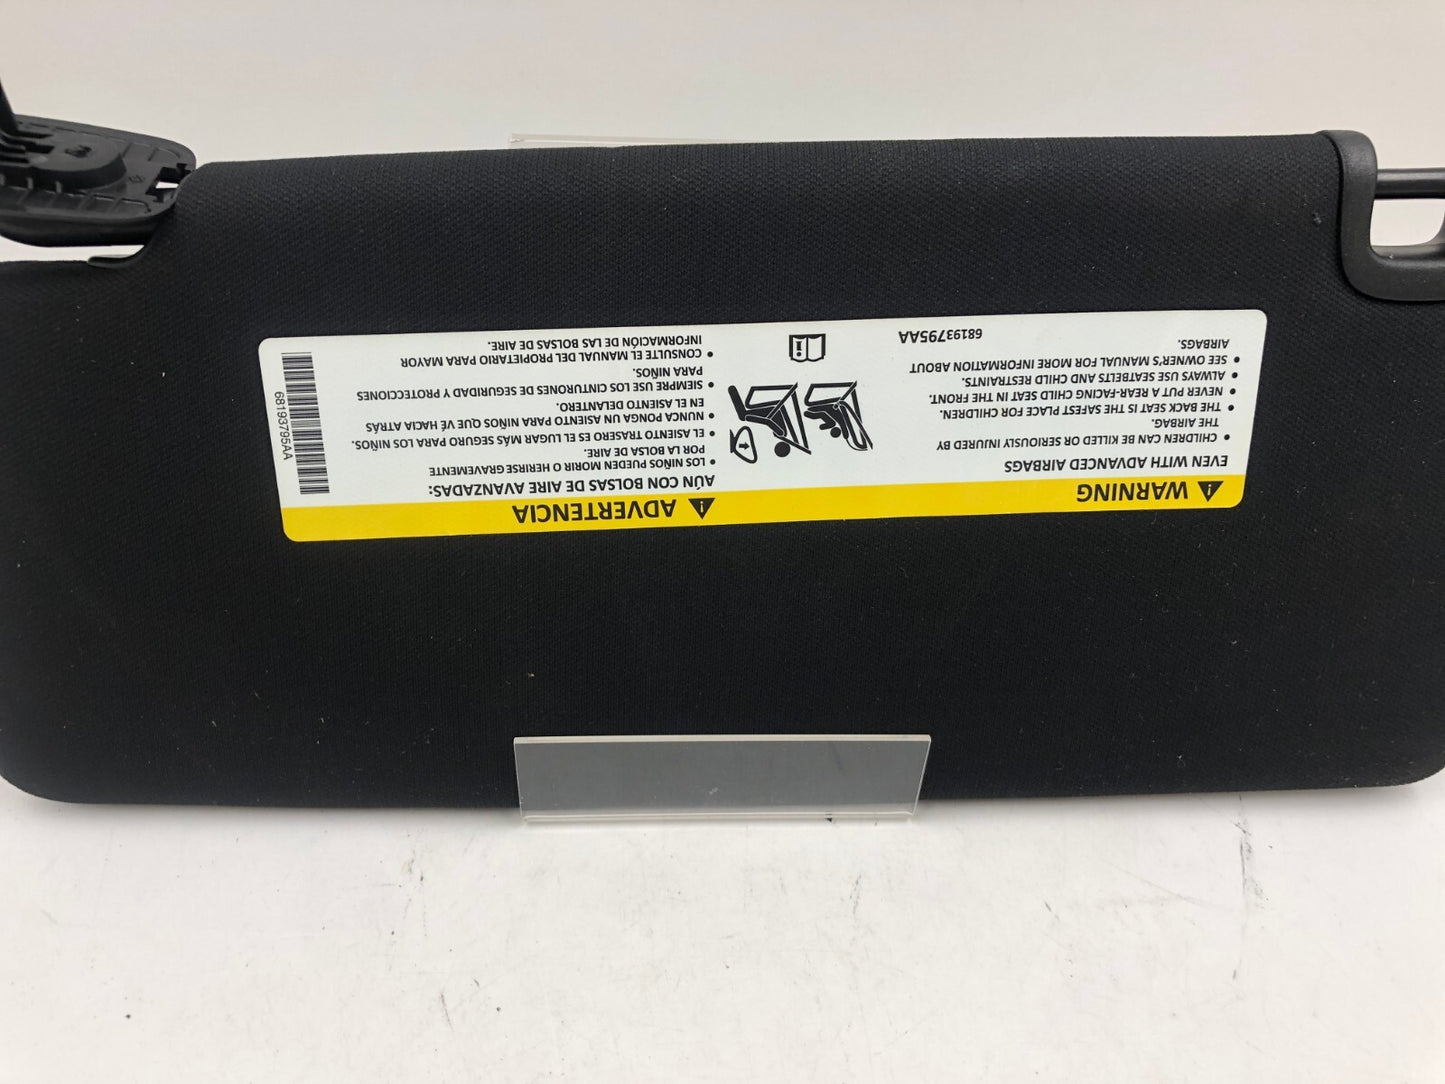 WARNING
EVEN WITH ADVANCED AIRBAGS
• CHILDREN CAN BE KILLED OR SERIOUSLY INJURED BY
THE AIRBAG.
• THE BACK SEAT IS THE SAFEST PLACE FOR CHILDREN.
• NEVER PUT A REAR-FACING CHILD SEAT IN THE FRONT.
• ALWAYS USE SEATBELTS AND CHILD RESTRAINTS.
• SEE OWNER'S MANUAL FOR MORE INFORMATION ABOUT
AIRBAGS.
68193795AA
ADVERTENCIA
AÚN CON BOLSAS DE AIRE AVANZADAS:
• LOS NIÑOS PUEDEN MORIR O HERIRSE GRAVEMENTE
POR LA BOLSA DE AIRE.
• EL ASIENTO TRASERO ES EL LUGAR MÁS SEGURO PARA LOS NIÑOS.
• NUNCA PONGA UN ASIENTO PARA NIÑOS QUE VÉ HACIA ATRÁS
EN EL ASIENTO DELANTERO.
• SIEMPRE USE LOS CINTURONES DE SEGURIDAD Y PROTECCIONES
PARA NIÑOS.
• CONSULTE EL MANUAL DEL PROPIETARIO PARA MAYOR
INFORMACIÓN DE LAS BOLSAS DE AIRE.
68193795AA